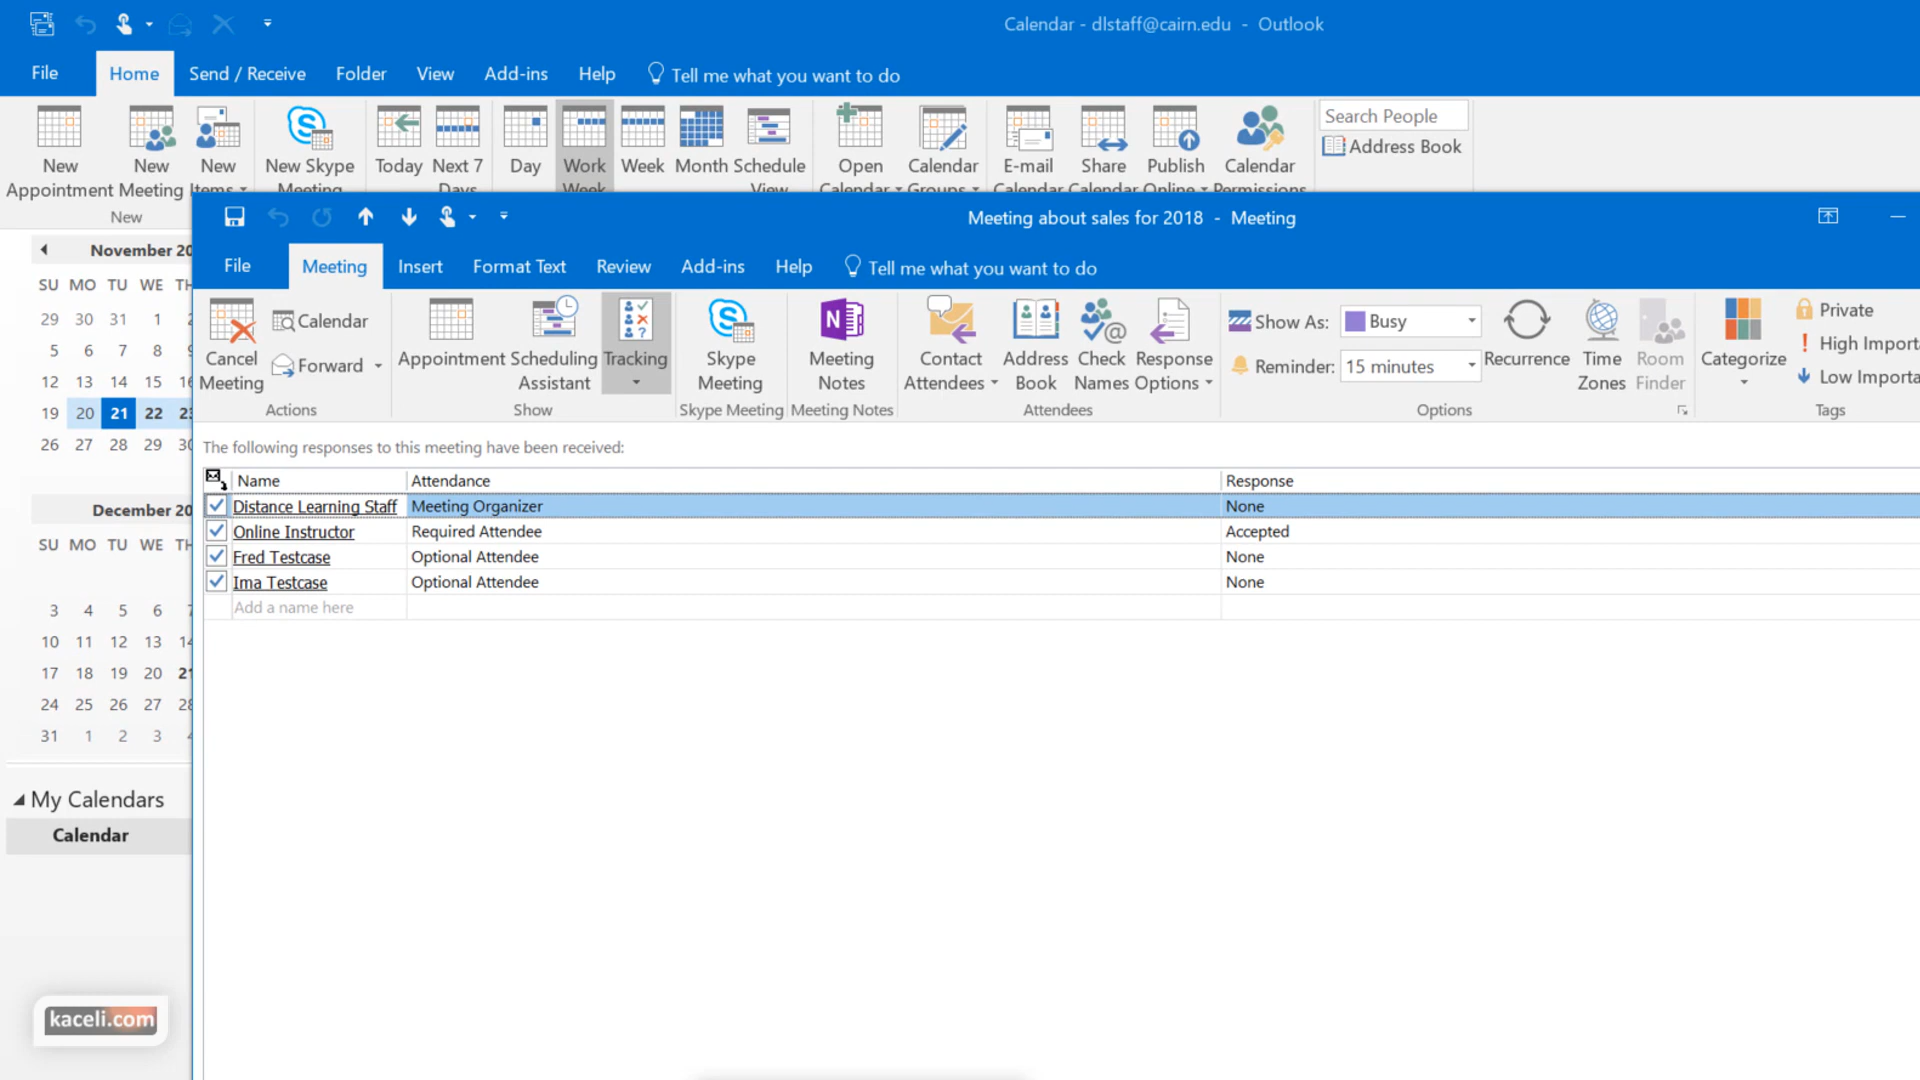 Calendar - dlstaff@cairn.edu - Outlook
File Home Send / Receive Folder View Add-ins Help Tell me what you want to do
New Appointment
New Meeting
New Items
New Skype Meeting
Today
Next 7 Days
Day
Work Week
Week
Month
Schedule View
Open Calendar
Calendar Groups
E-mail Calendar
Share Calendar
Publish Online
Calendar Permissions
Search People
Address Book
New
Meeting about sales for 2018 - Meeting
File Meeting Insert Format Text Review Add-ins Help Tell me what you want to do
Cancel Meeting
Calendar
Forward
Appointment
Scheduling Assistant
Tracking
Skype Meeting
N
Meeting Notes
Contact Attendees
Address Book
Check Names
Response Options
Show As: Busy
Reminder: 15 minutes
Recurrence
Time Zones
Room Finder
Categorize
Private
High Importa
Low Importa
Actions Show Skype Meeting Meeting Notes Attendees Options Tags
November 20
SU MO TU WE TH
29 30 31 1 2
5 6 7 8 9
12 13 14 15 16
19 20 21 22 23
26 27 28 29 30
December 20
SU MO TU WE TH
3 4 5 6 7
10 11 12 13 14
17 18 19 20 21
24 25 26 27 28
31 1 2 3 4
My Calendars
Calendar
The following responses to this meeting have been received:
Name Attendance Response
Distance Learning Staff Meeting Organizer None
Online Instructor Required Attendee Accepted
Fred Testcase Optional Attendee None
Ima Testcase Optional Attendee None
Add a name here
kaceli.com